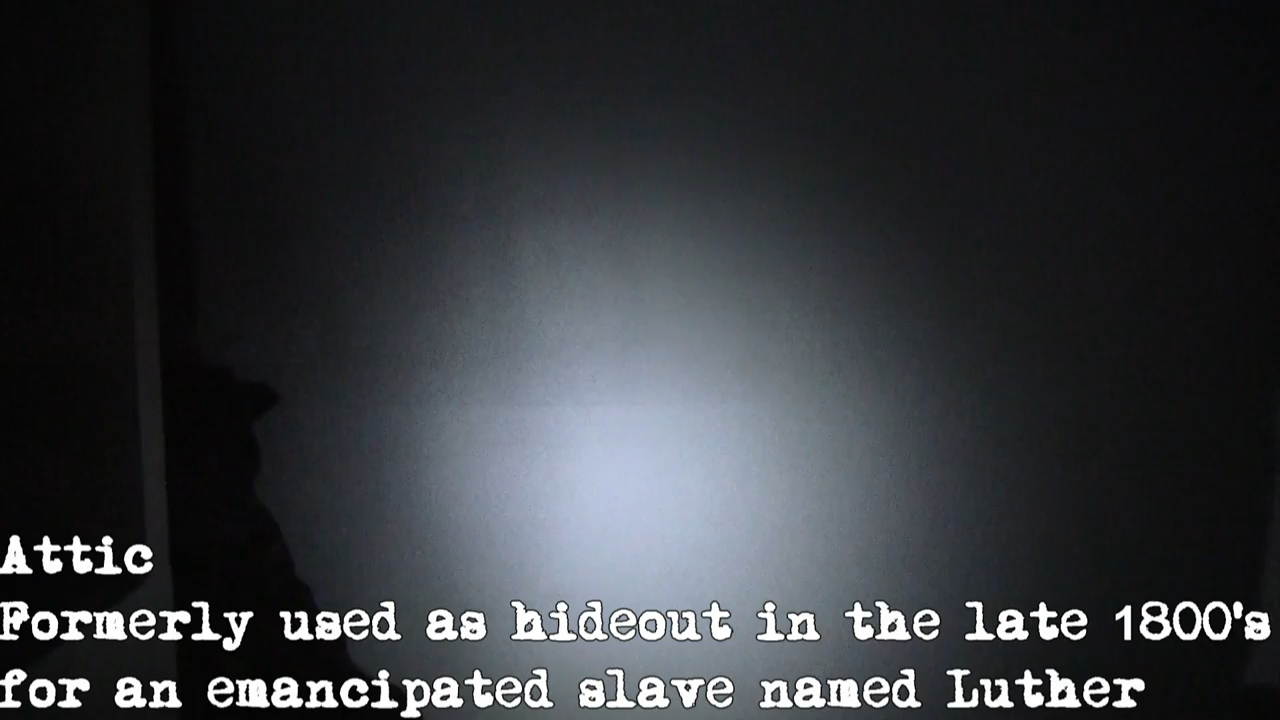 Attic
Formerly used as hideout in the late 1800's
for an emancipated slave named Luther